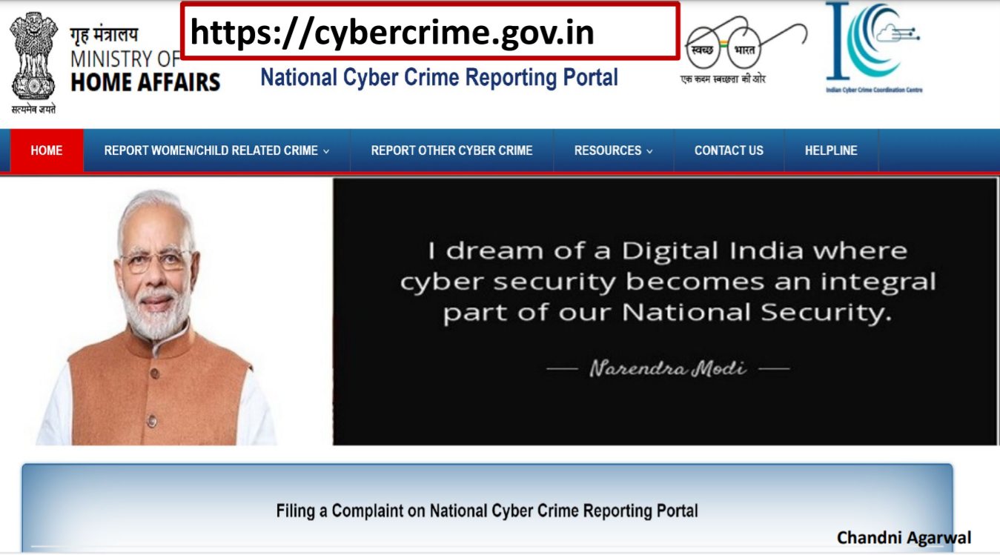 गृह मंत्रालय
MINISTRY OF
HOME AFFAIRS
सत्यमेव जयते
https://cybercrime.gov.in
National Cyber Crime Reporting Portal
स्वच्छ भारत
एक कदम स्वच्छता की ओर
Indian Cyber Crime Coordination Centre
HOME REPORT WOMEN/CHILD RELATED CRIME REPORT OTHER CYBER CRIME RESOURCES CONTACT US HELPLINE
I dream of a Digital India where
cyber security becomes an integral
part of our National Security.
— Narendra Modi —
Filing a Complaint on National Cyber Crime Reporting Portal
Chandni Agarwal